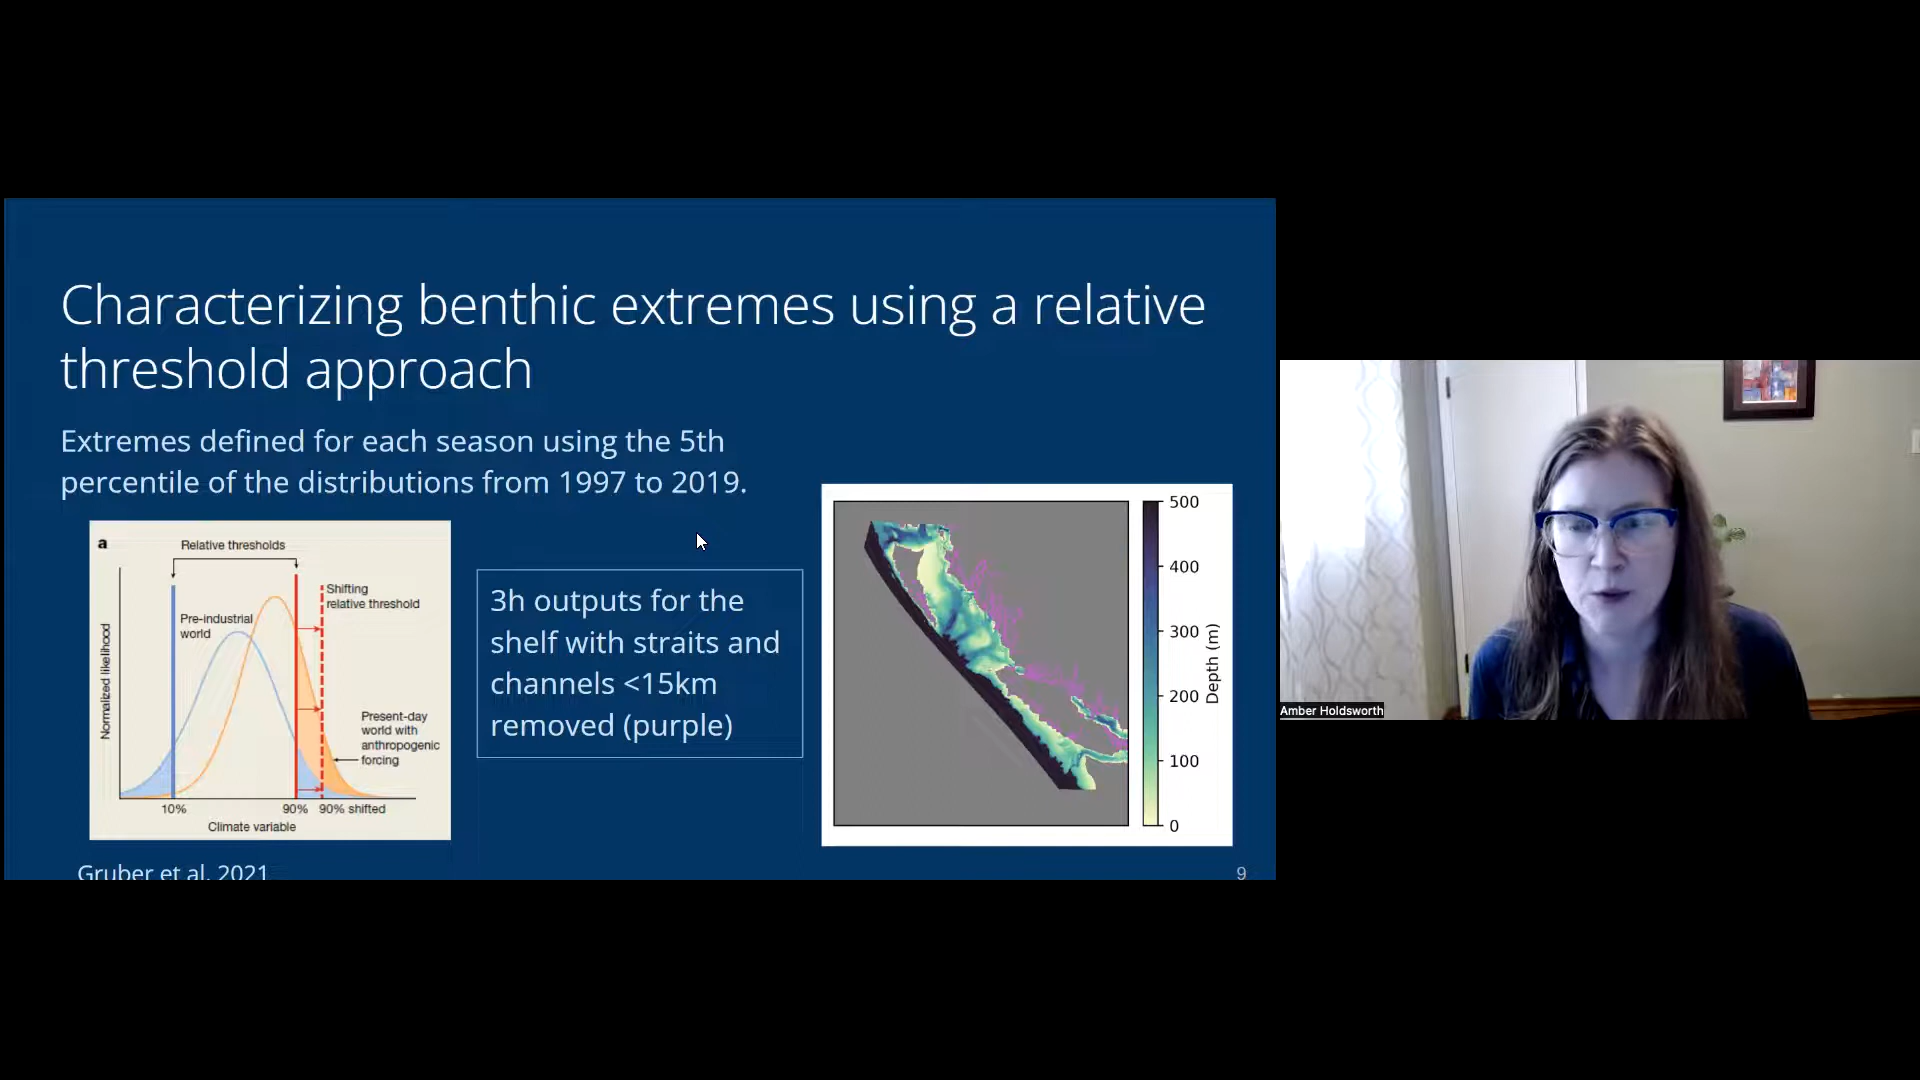 Characterizing benthic extremes using a relative
threshold approach
Extremes defined for each season using the 5th
percentile of the distributions from 1997 to 2019.
a
Relative thresholds
Shifting
relative threshold
Pre-industrial
world
Normalized likelihood
Present-day
world with
anthropogenic
forcing
10%
90%
90% shifted
Climate variable
Gruber et al. 2021
3h outputs for the
shelf with straits and
channels <15km
removed (purple)
500
400
300
200
100
0
Depth (m)
9
Amber Holdsworth